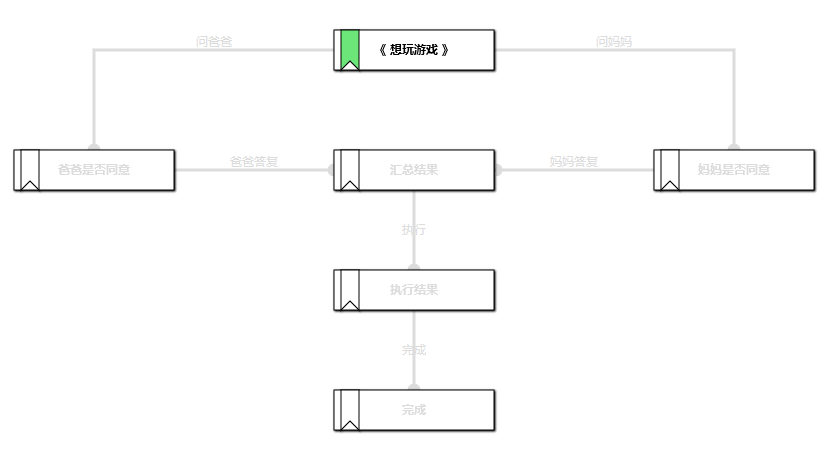 问爸爸
《 想玩游戏 》
问妈妈
爸爸是否同意
爸爸答复
汇总结果
妈妈答复
妈妈是否同意
执行
执行结果
完成
完成